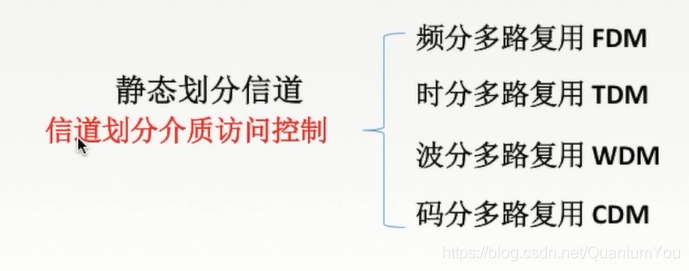 静态划分信道
信道划分介质访问控制
频分多路复用 FDM
时分多路复用 TDM
波分多路复用 WDM
码分多路复用 CDM
https://blog.csdn.net/QuantumYou